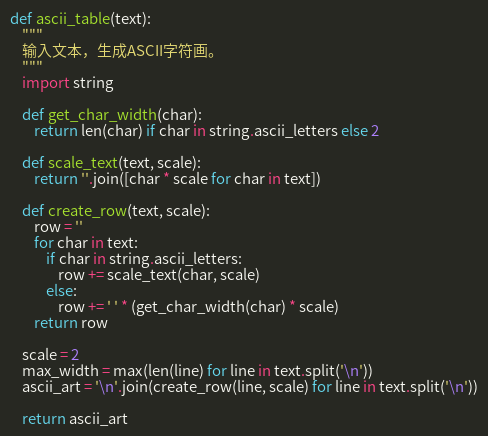 def ascii_table(text):
    """
    输入文本，生成ASCII字符画。
    """
    import string

    def get_char_width(char):
        return len(char) if char in string.ascii_letters else 2

    def scale_text(text, scale):
        return ''.join([char * scale for char in text])

    def create_row(text, scale):
        row = ''
        for char in text:
            if char in string.ascii_letters:
                row += scale_text(char, scale)
            else:
                row += ' ' * (get_char_width(char) * scale)
        return row

    scale = 2
    max_width = max(len(line) for line in text.split('\n'))
    ascii_art = '\n'.join(create_row(line, scale) for line in text.split('\n'))

    return ascii_art